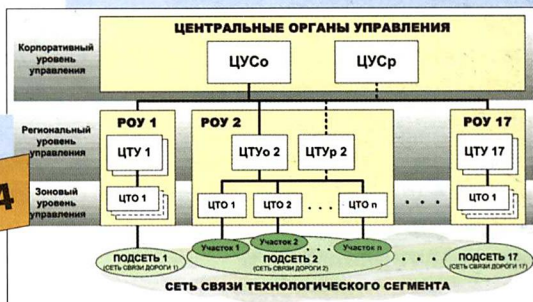 ЦЕНТРАЛЬНЫЕ ОРГАНЫ УПРАВЛЕНИЯ
Корпоративный
уровень
управления
ЦУСо
ЦУСр
Региональный
уровень
управления
РОУ 1
РОУ 2
РОУ 17
ЦТУ 1
ЦТУо 2
ЦТУр 2
ЦТУ 17
4
Зоновый
уровень
управления
ЦТО 1
ЦТО 1
ЦТО 2
. . .
ЦТО n
. . .
ЦТО 1
Участок 1
Участок 2
. . .
Участок n
ПОДСЕТЬ 1
(СЕТЬ СВЯЗИ ДОРОГИ 1)
ПОДСЕТЬ 2
(СЕТЬ СВЯЗИ ДОРОГИ 2)
. . .
ПОДСЕТЬ 17
(СЕТЬ СВЯЗИ ДОРОГИ 17)
СЕТЬ СВЯЗИ ТЕХНОЛОГИЧЕСКОГО СЕГМЕНТА